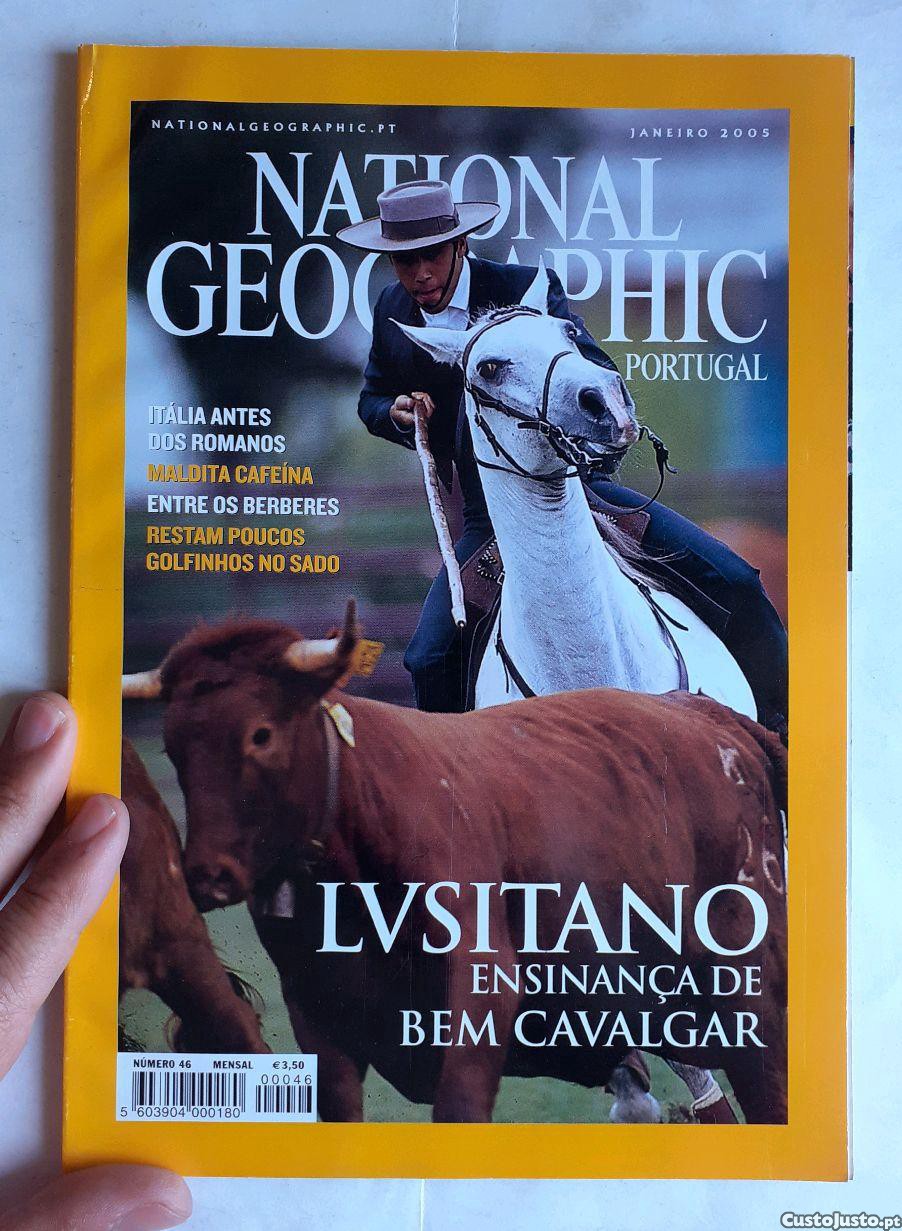 NATIONALGEOGRAPHIC.PT
JANEIRO 2005
NATIONAL
GEOGRAPHIC
PORTUGAL
ITÁLIA ANTES
DOS ROMANOS
MALDITA CAFEÍNA
ENTRE OS BERBERES
RESTAM POUCOS
GOLFINHOS NO SADO
LVSITANO
ENSINANÇA DE
BEM CAVALGAR
NÚMERO 46 MENSAL €3,50
00046
5 603904 000180
CustoJusto.pt